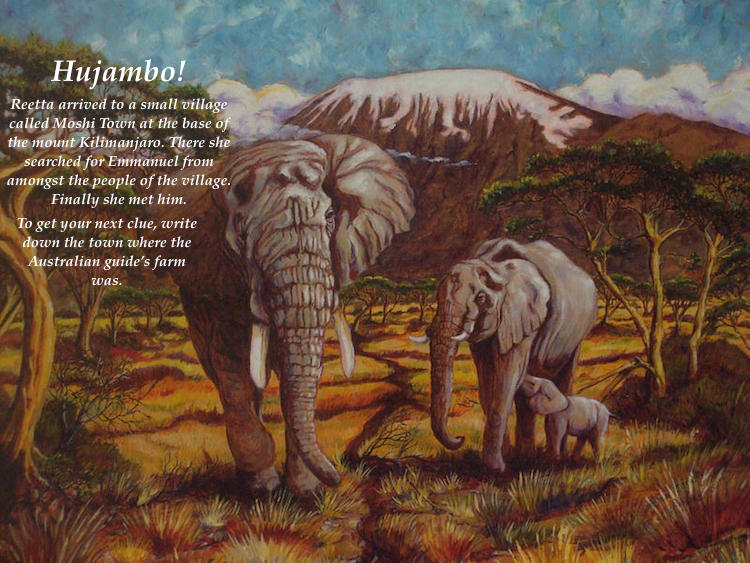 Hujambo!
Reetta arrived to a small village
called Moshi Town at the base of
the mount Kilimanjaro. There she
searched for Emmanuel from
amongst the people of the village.
Finally she met him.
To get your next clue, write
down the town where the
Australian guide's farm
was.